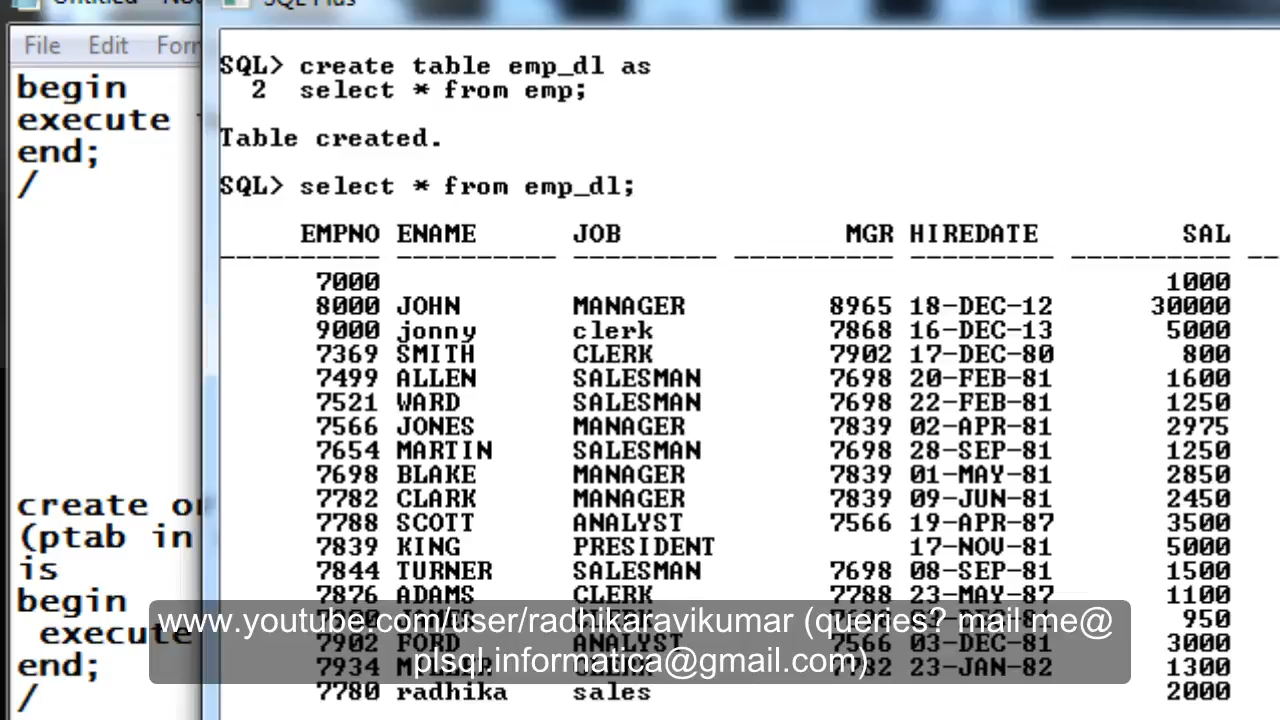 Untitled
SQL Plus
File Edit Form
begin
execute
end;
/
create or
(ptab in
is
begin
execute
end;
/
SQL> create table emp_dl as
2 select * from emp;
Table created.
SQL> select * from emp_dl;
EMPNO ENAME JOB MGR HIREDATE SAL
---------- ---------- --------- ---------- --------- ---------- --
7000 1000
8000 JOHN MANAGER 8965 18-DEC-12 30000
9000 jonny clerk 7868 16-DEC-13 5000
7369 SMITH CLERK 7902 17-DEC-80 800
7499 ALLEN SALESMAN 7698 20-FEB-81 1600
7521 WARD SALESMAN 7698 22-FEB-81 1250
7566 JONES MANAGER 7839 02-APR-81 2975
7654 MARTIN SALESMAN 7698 28-SEP-81 1250
7698 BLAKE MANAGER 7839 01-MAY-81 2850
7782 CLARK MANAGER 7839 09-JUN-81 2450
7788 SCOTT ANALYST 7566 19-APR-87 3500
7839 KING PRESIDENT 17-NOV-81 5000
7844 TURNER SALESMAN 7698 08-SEP-81 1500
7876 ADAMS CLERK 7788 23-MAY-87 1100
950
7902 FORD ANALYST 7566 03-DEC-81 3000
7934 MILLER CLERK 7782 23-JAN-82 1300
7780 radhika sales 2000
www.youtube.com/user/radhikaravikumar (queries? mail me@
plsql.informatica@gmail.com)